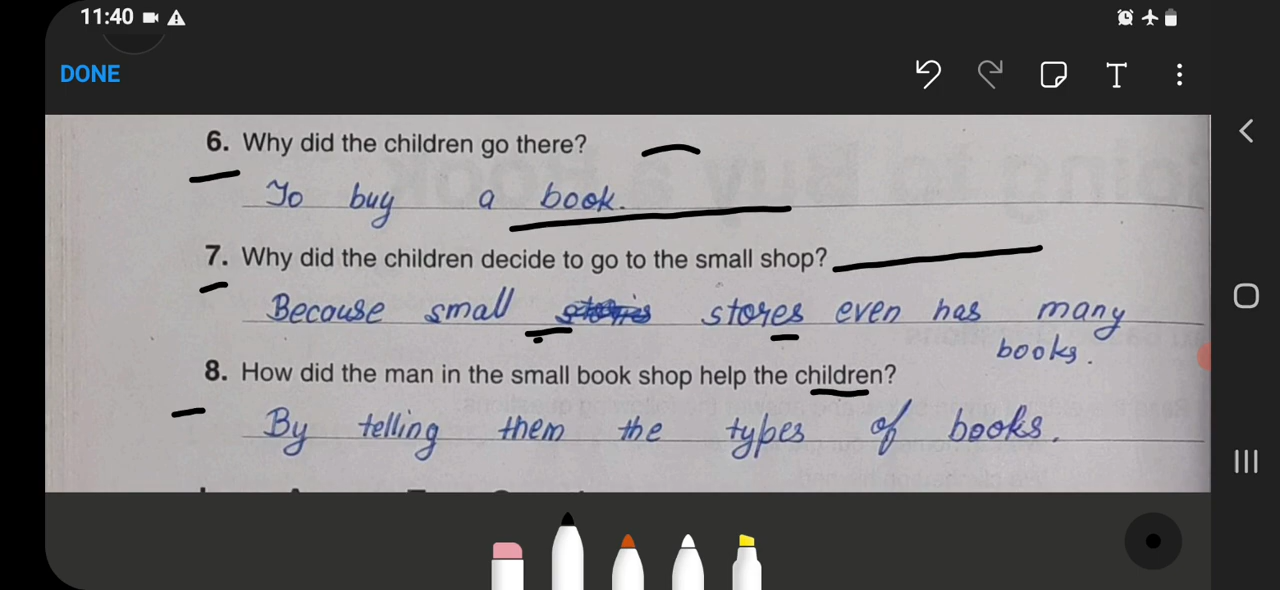 11:40
DONE
T
6. Why did the children go there?
To buy a book.
7. Why did the children decide to go to the small shop?
Because small stores even has many
books.
8. How did the man in the small book shop help the children?
By telling them the types of books.